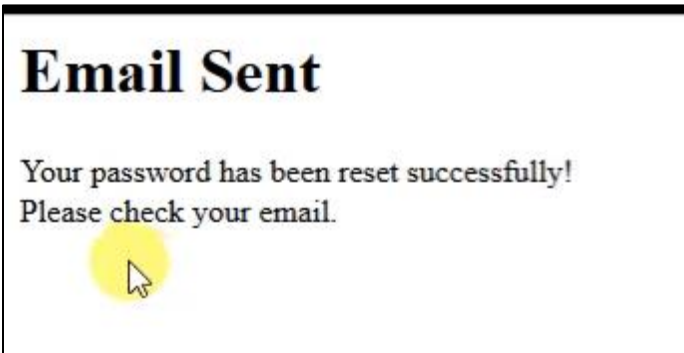 Email Sent
Your password has been reset successfully!
Please check your email.